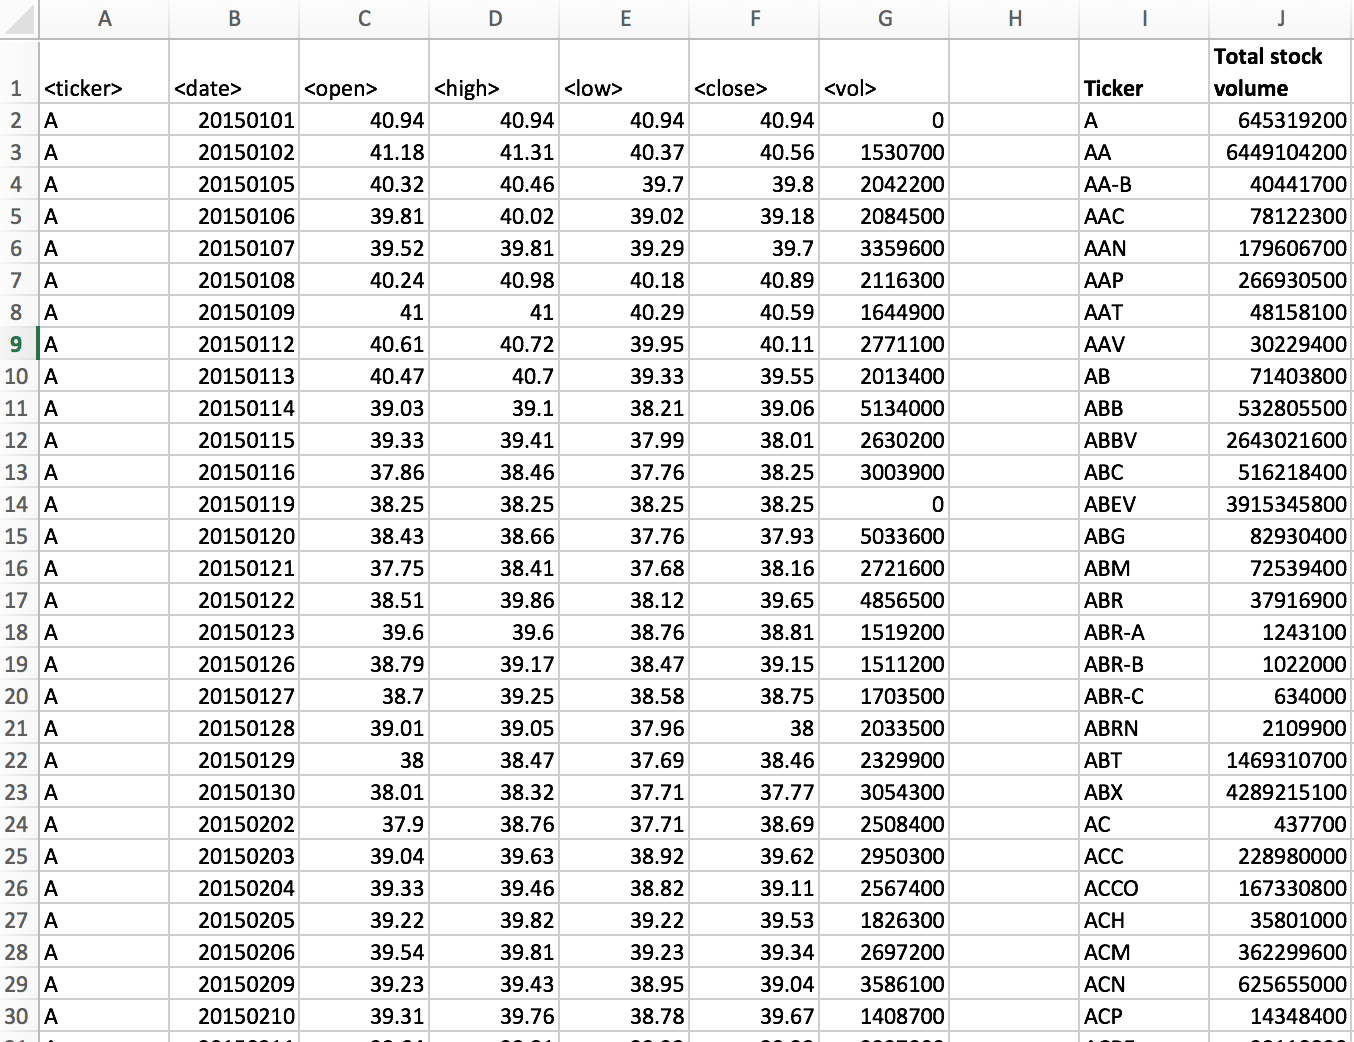 A B C D E F G H I J
1 <ticker> <date> <open> <high> <low> <close> <vol> Ticker Total stock volume
2 A 20150101 40.94 40.94 40.94 40.94 0 A 645319200
3 A 20150102 41.18 41.31 40.37 40.56 1530700 AA 6449104200
4 A 20150105 40.32 40.46 39.7 39.8 2042200 AA-B 40441700
5 A 20150106 39.81 40.02 39.02 39.18 2084500 AAC 78122300
6 A 20150107 39.52 39.81 39.29 39.7 3359600 AAN 179606700
7 A 20150108 40.24 40.98 40.18 40.89 2116300 AAP 266930500
8 A 20150109 41 41 40.29 40.59 1644900 AAT 48158100
9 A 20150112 40.61 40.72 39.95 40.11 2771100 AAV 30229400
10 A 20150113 40.47 40.7 39.33 39.55 2013400 AB 71403800
11 A 20150114 39.03 39.1 38.21 39.06 5134000 ABB 532805500
12 A 20150115 39.33 39.41 37.99 38.01 2630200 ABBV 2643021600
13 A 20150116 37.86 38.46 37.76 38.25 3003900 ABC 516218400
14 A 20150119 38.25 38.25 38.25 38.25 0 ABEV 3915345800
15 A 20150120 38.43 38.66 37.76 37.93 5033600 ABG 82930400
16 A 20150121 37.75 38.41 37.68 38.16 2721600 ABM 72539400
17 A 20150122 38.51 39.86 38.12 39.65 4856500 ABR 37916900
18 A 20150123 39.6 39.6 38.76 38.81 1519200 ABR-A 1243100
19 A 20150126 38.79 39.17 38.47 39.15 1511200 ABR-B 1022000
20 A 20150127 38.7 39.25 38.58 38.75 1703500 ABR-C 634000
21 A 20150128 39.01 39.05 37.96 38 2033500 ABRN 2109900
22 A 20150129 38 38.47 37.69 38.46 2329900 ABT 1469310700
23 A 20150130 38.01 38.32 37.71 37.77 3054300 ABX 4289215100
24 A 20150202 37.9 38.76 37.71 38.69 2508400 AC 437700
25 A 20150203 39.04 39.63 38.92 39.62 2950300 ACC 228980000
26 A 20150204 39.33 39.46 38.82 39.11 2567400 ACCO 167330800
27 A 20150205 39.22 39.82 39.22 39.53 1826300 ACH 35801000
28 A 20150206 39.54 39.81 39.23 39.34 2697200 ACM 362299600
29 A 20150209 39.23 39.43 38.95 39.04 3586100 ACN 625655000
30 A 20150210 39.31 39.76 38.78 39.67 1408700 ACP 14348400